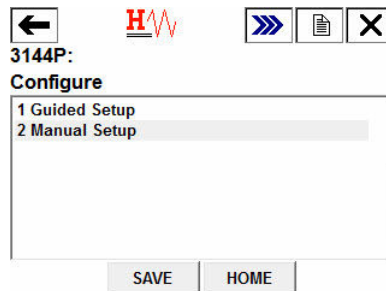 H
3144P:
Configure
1 Guided Setup
2 Manual Setup
SAVE HOME